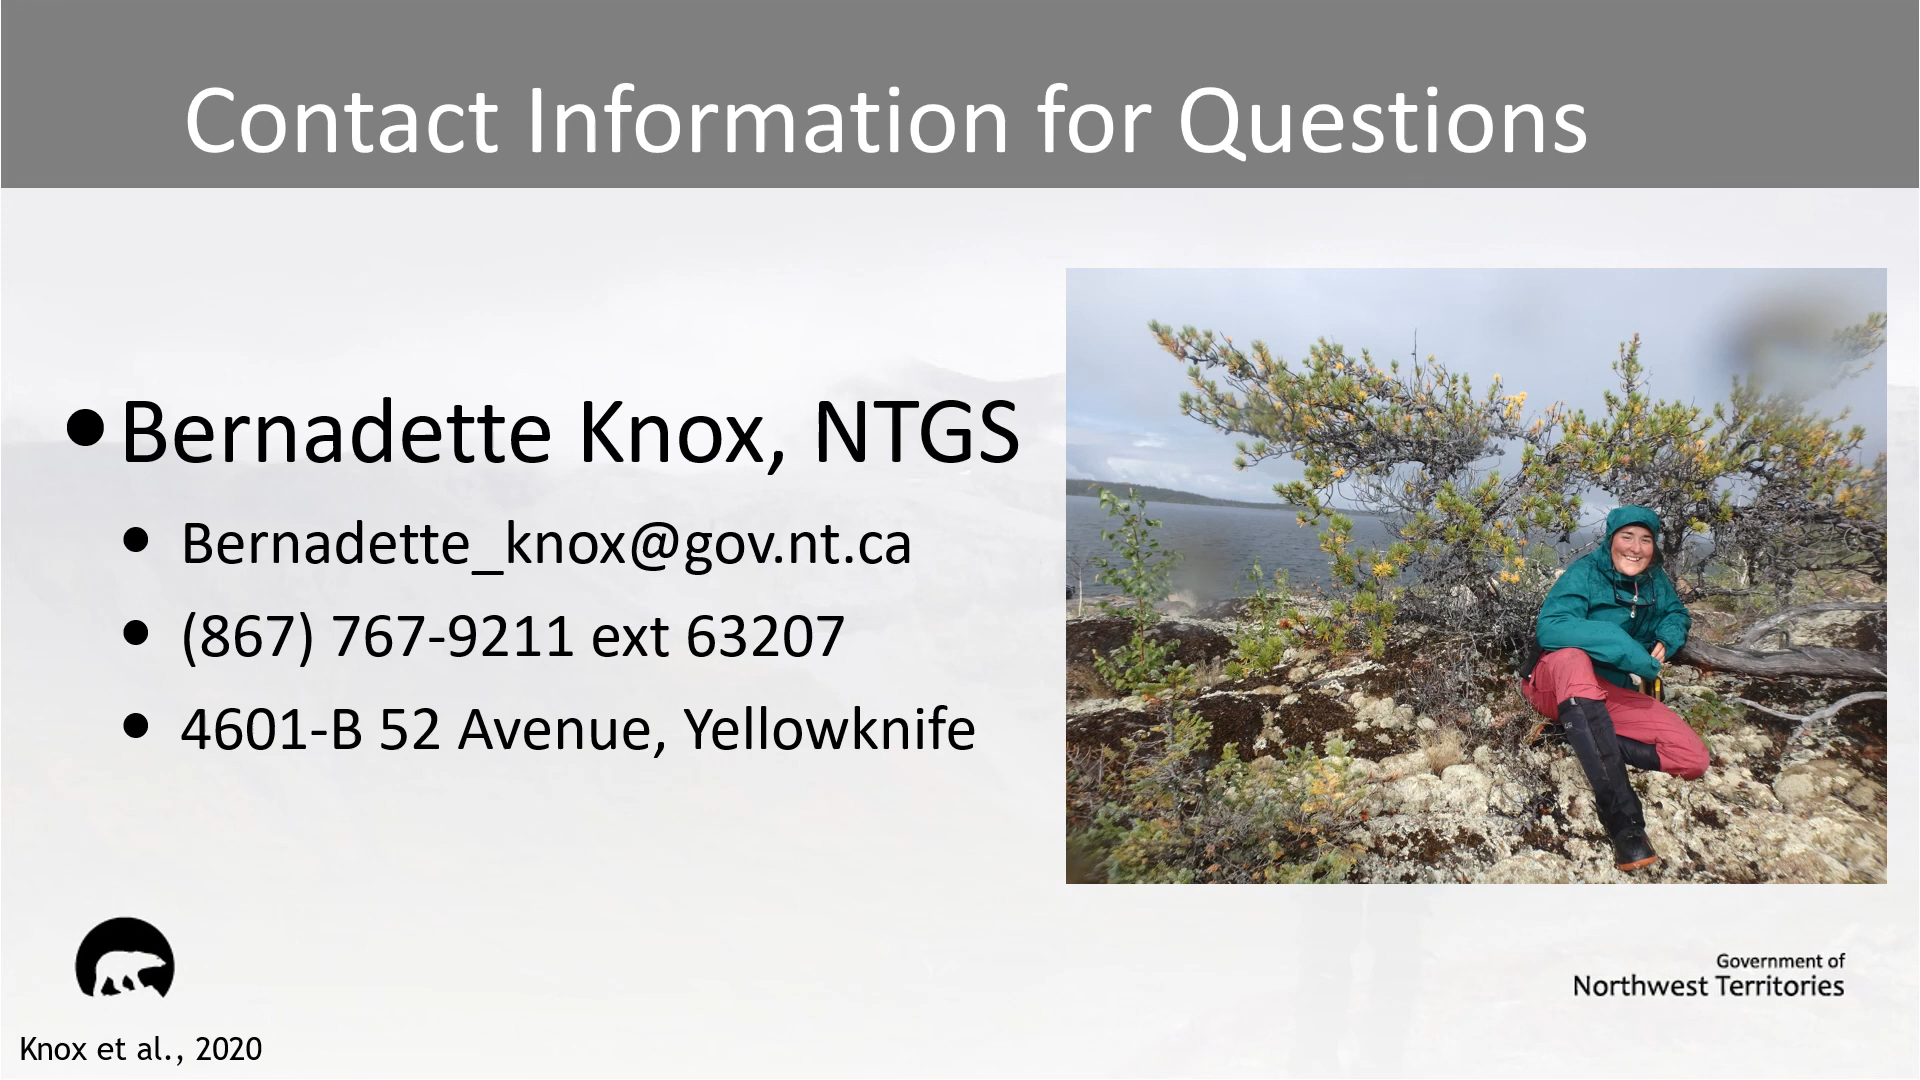 Contact Information for Questions
•Bernadette Knox, NTGS
• Bernadette_knox@gov.nt.ca
• (867) 767-9211 ext 63207
• 4601-B 52 Avenue, Yellowknife
Government of
Northwest Territories
Knox et al., 2020